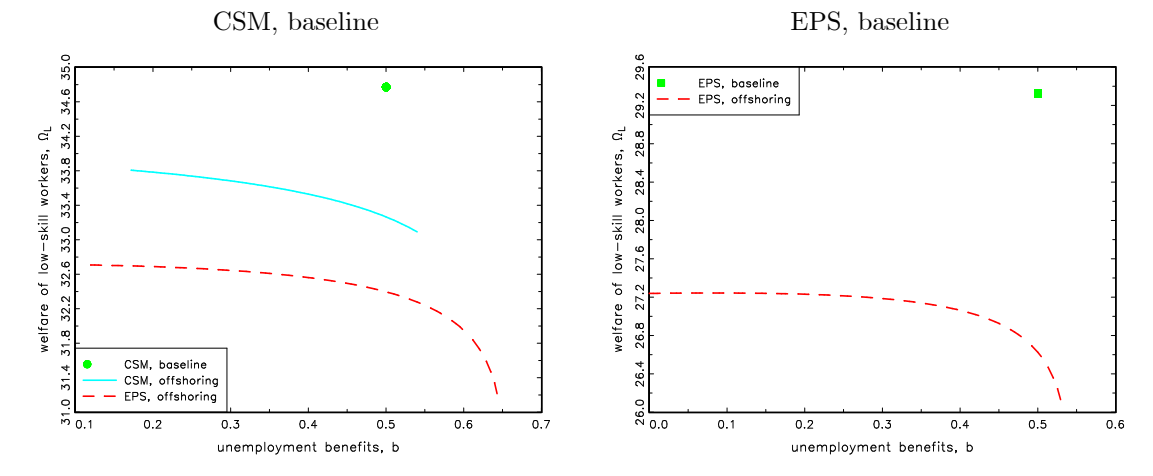 CSM, baseline
welfare of low-skill workers, Ω_L
35.0
34.6
34.2
33.8
33.4
33.0
32.6
32.2
31.8
31.4
31.0
CSM, baseline
CSM, offshoring
EPS, offshoring
0.1 0.2 0.3 0.4 0.5 0.6 0.7
unemployment benefits, b
EPS, baseline
welfare of low-skill workers, Ω_L
29.6
29.2
28.8
28.4
28.0
27.6
27.2
26.8
26.4
26.0
EPS, baseline
EPS, offshoring
0.0 0.1 0.2 0.3 0.4 0.5 0.6
unemployment benefits, b